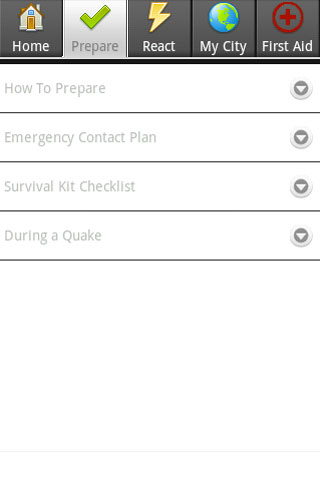 Home Prepare React My City First Aid
How To Prepare
Emergency Contact Plan
Survival Kit Checklist
During a Quake